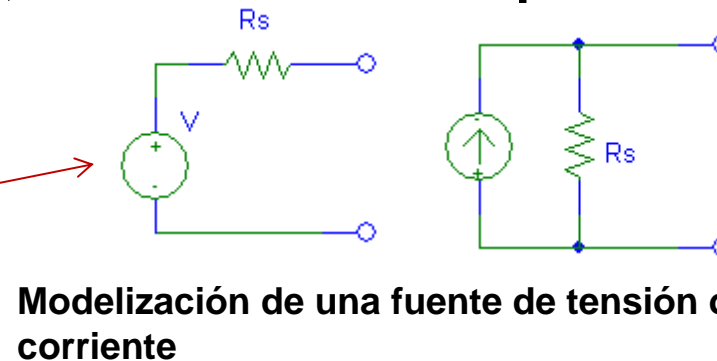 Rs
V
+
-
-
+
Rs
Modelización de una fuente de tensión
corriente